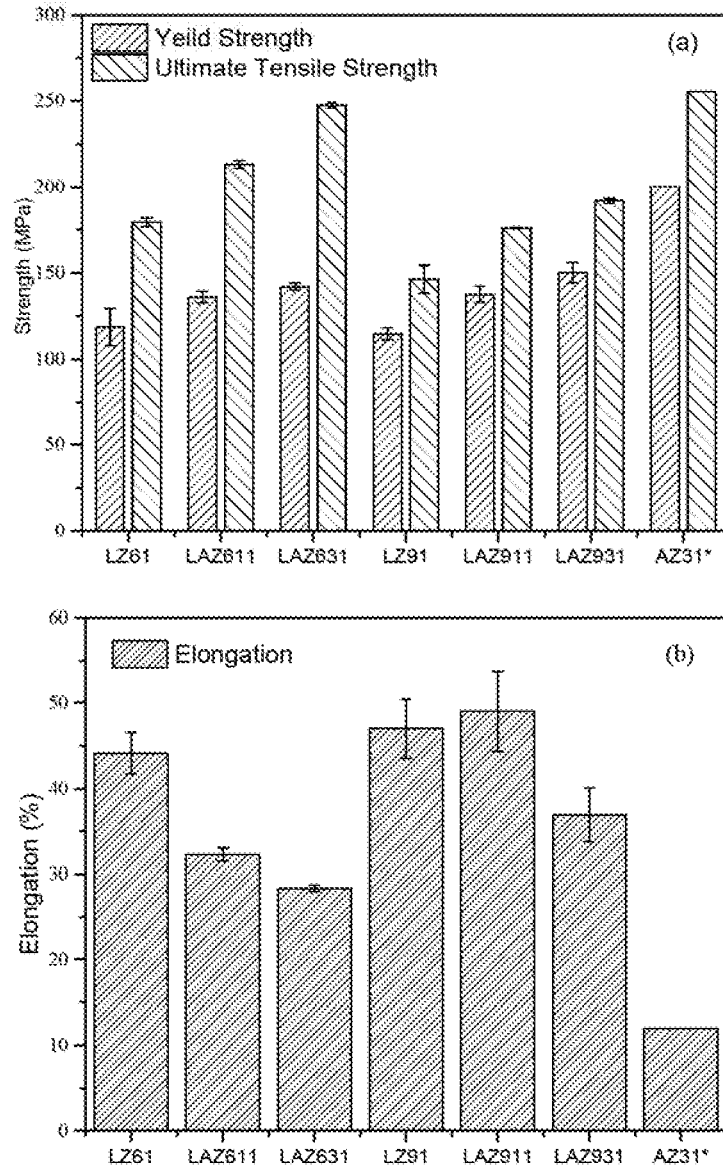 300
(a)
Yeild Strength
Ultimate Tensile Strength
250
200
150
100
50
0
Strength (MPa)
LZ61 LAZ611 LAZ631 LZ91 LAZ911 LAZ931 AZ31*
60
(b)
Elongation
50
40
30
20
10
0
Elongation (%)
LZ61 LAZ611 LAZ631 LZ91 LAZ911 LAZ931 AZ31*